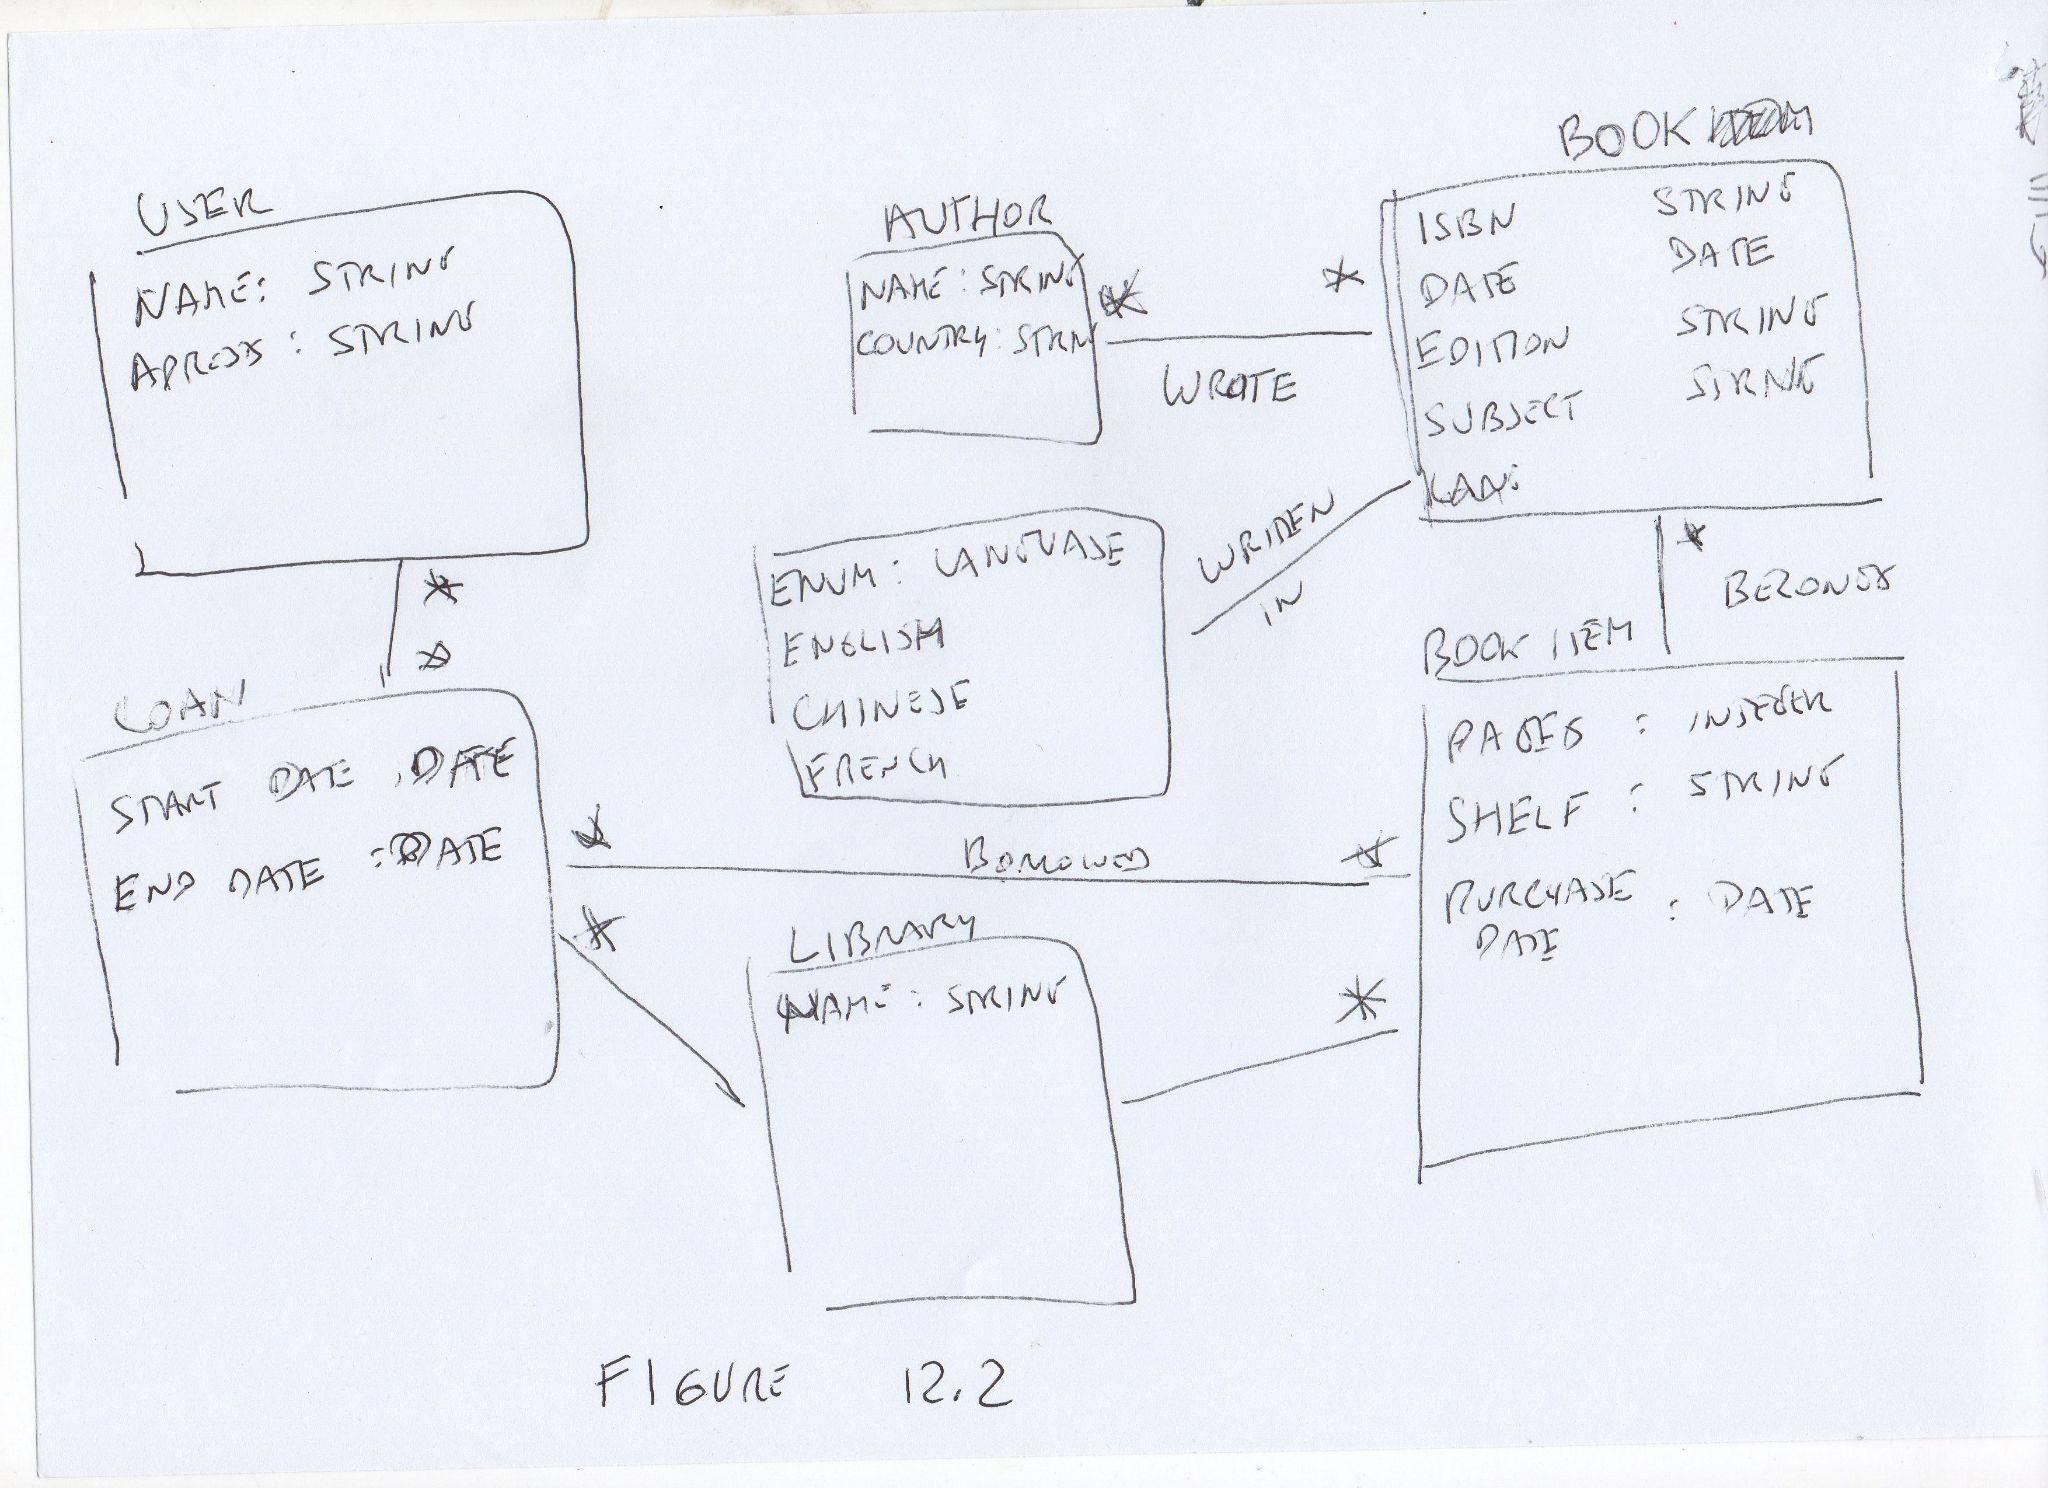 USER
NAME: STRING
ADRESS: STRING
AUTHOR
NAME: STRING
COUNTRY: STRIN
*
*
WROTE
BOOK
ISBN STRING
DATE DATE
EDITION STRING
SUBJECT STRING
WRITEN
IN
ENUM: LANGUAGE
ENGLISH
CHINESE
FRENCH
*
*
*
BELONGS
BOOK ITEM
PAGES : INTEGER
SHELF : STRING
PURCHASE : DATE
DATE
LOAN
START DATE : DATE
END DATE : DATE
*
BORROWED
*
*
LIBRARY
NAME: STRING
*
FIGURE 12.2